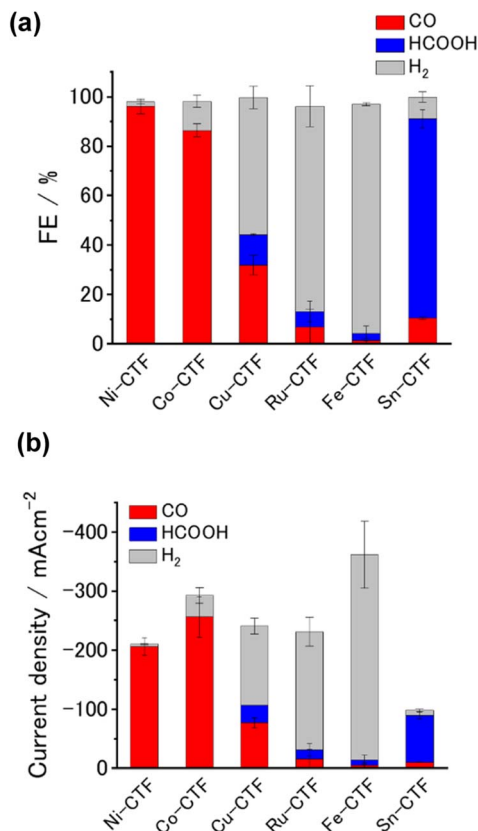 (a)
CO
HCOOH
H₂
100
80
60
40
20
0
FE / %
Ni-CTF
Co-CTF
Cu-CTF
Ru-CTF
Fe-CTF
Sn-CTF
(b)
CO
HCOOH
H₂
-400
-300
-200
-100
0
Current density / mAcm⁻²
Ni-CTF
Co-CTF
Cu-CTF
Ru-CTF
Fe-CTF
Sn-CTF